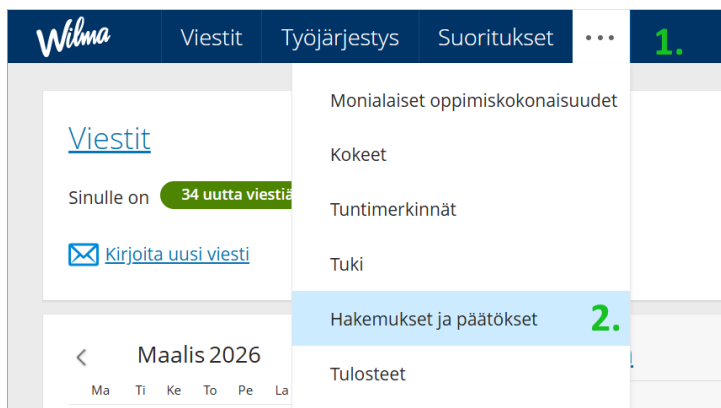 Wilma Viestit Työjärjestys Suoritukset ... 1.
Monialaiset oppimiskokonaisuudet
Viestit
Kokeet
Sinulle on 34 uutta viestiä
Tuntimerkinnät
Kirjoita uusi viesti
Tuki
Hakemukset ja päätökset 2.
Maalis 2026
Tulosteet
Ma Ti Ke To Pe La